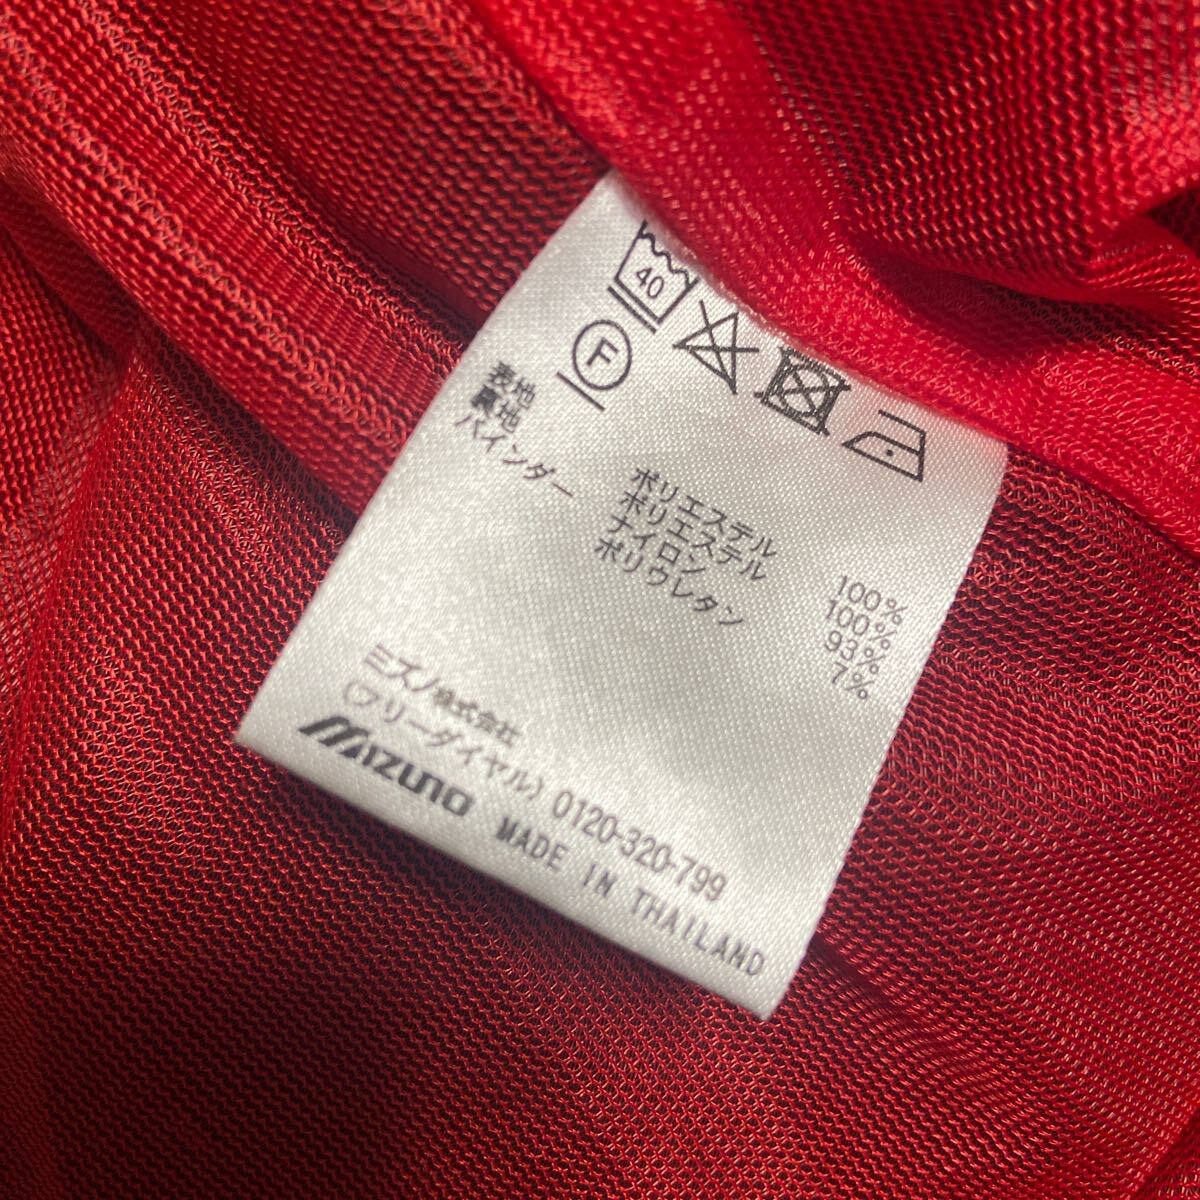 40
F
表地 ポリエステル 100%
裏地 ポリエステル 100%
バインダー ナイロン 93%
ポリウレタン 7%
ミズノ株式会社
(フリーダイヤル) 0120-320-799
MIZUNO MADE IN THAILAND